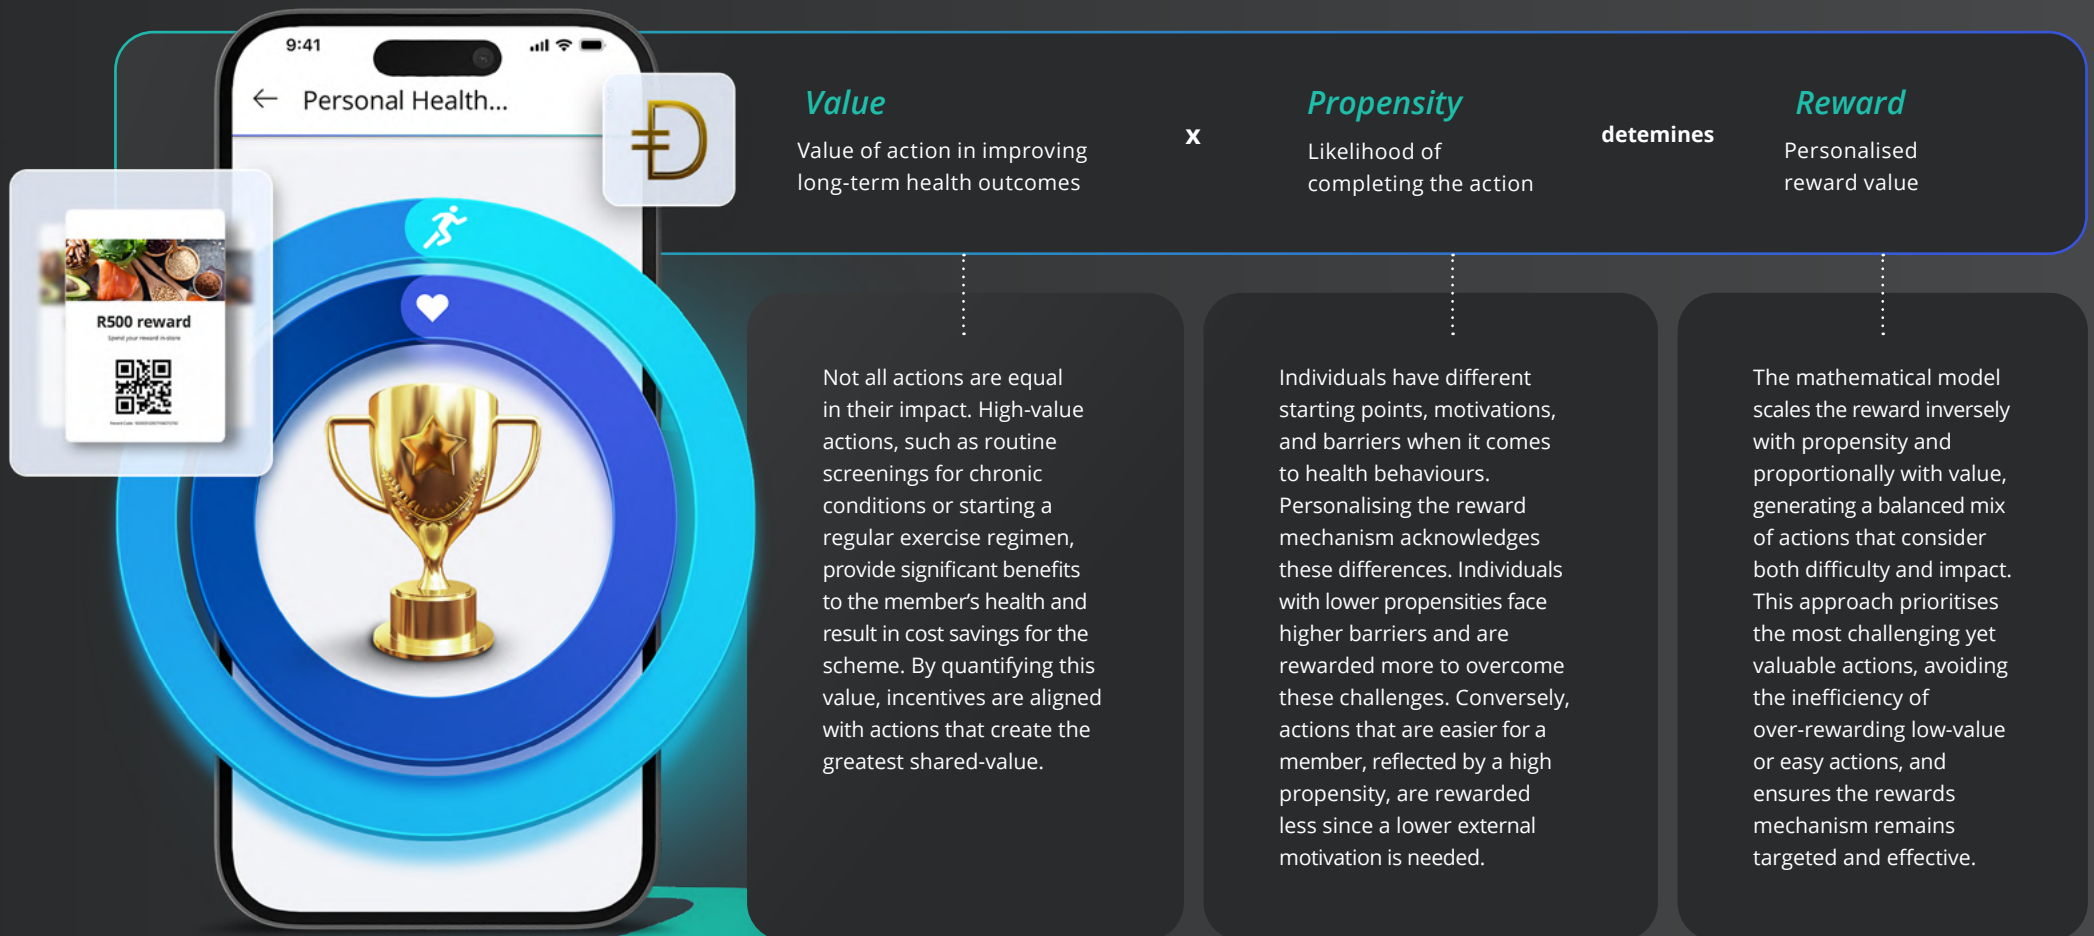 9:41
Personal Health...
R500 reward
Spend your reward in-store
Value
Value of action in improving
long-term health outcomes
x
Propensity
Likelihood of
completing the action
detemines
Reward
Personalised
reward value
Not all actions are equal
in their impact. High-value
actions, such as routine
screenings for chronic
conditions or starting a
regular exercise regimen,
provide significant benefits
to the member’s health and
result in cost savings for the
scheme. By quantifying this
value, incentives are aligned
with actions that create the
greatest shared-value.
Individuals have different
starting points, motivations,
and barriers when it comes
to health behaviours.
Personalising the reward
mechanism acknowledges
these differences. Individuals
with lower propensities face
higher barriers and are
rewarded more to overcome
these challenges. Conversely,
actions that are easier for a
member, reflected by a high
propensity, are rewarded
less since a lower external
motivation is needed.
The mathematical model
scales the reward inversely
with propensity and
proportionally with value,
generating a balanced mix
of actions that consider
both difficulty and impact.
This approach prioritises
the most challenging yet
valuable actions, avoiding
the inefficiency of
over-rewarding low-value
or easy actions, and
ensures the rewards
mechanism remains
targeted and effective.